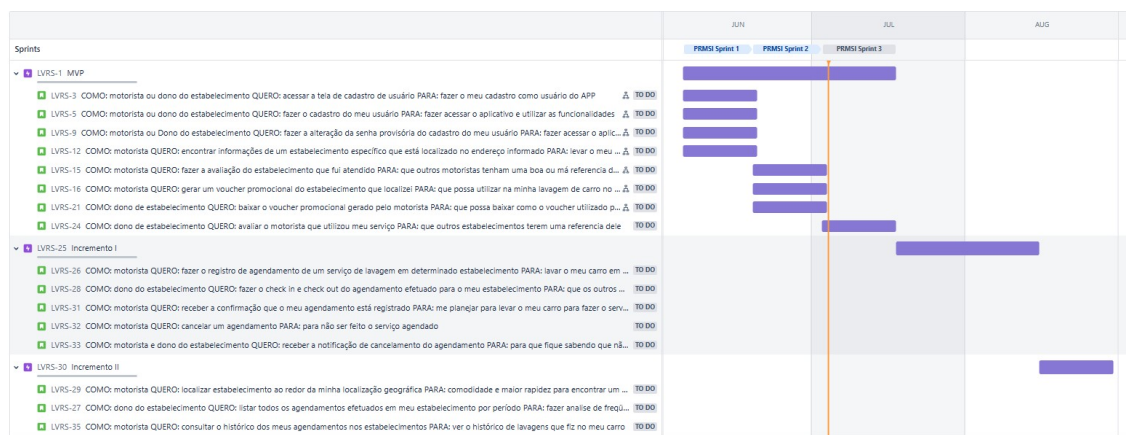 JUN JUL AUG
Sprints PRMSI Sprint 1 PRMSI Sprint 2 PRMSI Sprint 3
LVRS-1 MVP
LVRS-3 COMO: motorista ou dono do estabelecimento QUERO: acessar a tela de cadastro de usuário PARA: fazer o meu cadastro como usuário do APP TO DO
LVRS-5 COMO: motorista ou dono do estabelecimento QUERO: fazer o cadastro do meu usuário PARA: fazer acessar o aplicativo e utilizar as funcionalidades TO DO
LVRS-9 COMO: motorista ou Dono do estabelecimento QUERO: fazer a alteração da senha provisória do cadastro do meu usuário PARA: fazer acessar o aplic... TO DO
LVRS-12 COMO: motorista QUERO: encontrar informações de um estabelecimento específico que está localizado no endereço informado PARA: levar o meu ... TO DO
LVRS-15 COMO: motorista QUERO: fazer a avaliação do estabelecimento que fui atendido PARA: que outros motoristas tenham uma boa ou má referencia d... TO DO
LVRS-16 COMO: motorista QUERO: gerar um voucher promocional do estabelecimento que localizei PARA: que possa utilizar na minha lavagem de carro no ... TO DO
LVRS-21 COMO: dono de estabelecimento QUERO: baixar o voucher promocional gerado pelo motorista PARA: que possa baixar como o voucher utilizado p... TO DO
LVRS-24 COMO: dono de estabelecimento QUERO: avaliar o motorista que utilizou meu serviço PARA: que outros estabelecimentos terem uma referencia dele TO DO
LVRS-25 Incremento I
LVRS-26 COMO: motorista QUERO: fazer o registro de agendamento de um serviço de lavagem em determinado estabelecimento PARA: lavar o meu carro em ... TO DO
LVRS-28 COMO: dono do estabelecimento QUERO: fazer o check in e check out do agendamento efetuado para o meu estabelecimento PARA: que os outros ... TO DO
LVRS-31 COMO: motorista QUERO: receber a confirmação que o meu agendamento está registrado PARA: me planejar para levar o meu carro para fazer o serv... TO DO
LVRS-32 COMO: motorista QUERO: cancelar um agendamento PARA: para não ser feito o serviço agendado TO DO
LVRS-33 COMO: motorista e dono do estabelecimento QUERO: receber a notificação de cancelamento do agendamento PARA: para que fique sabendo que nã... TO DO
LVRS-30 Incremento II
LVRS-29 COMO: motorista QUERO: localizar estabelecimento ao redor da minha localização geográfica PARA: comodidade e maior rapidez para encontrar um ... TO DO
LVRS-27 COMO: dono do estabelecimento QUERO: listar todos os agendamentos efetuados em meu estabelecimento por período PARA: fazer analise de freqü... TO DO
LVRS-35 COMO: motorista QUERO: consultar o histórico dos meus agendamentos nos estabelecimentos PARA: ver o histórico de lavagens que fiz no meu carro TO DO